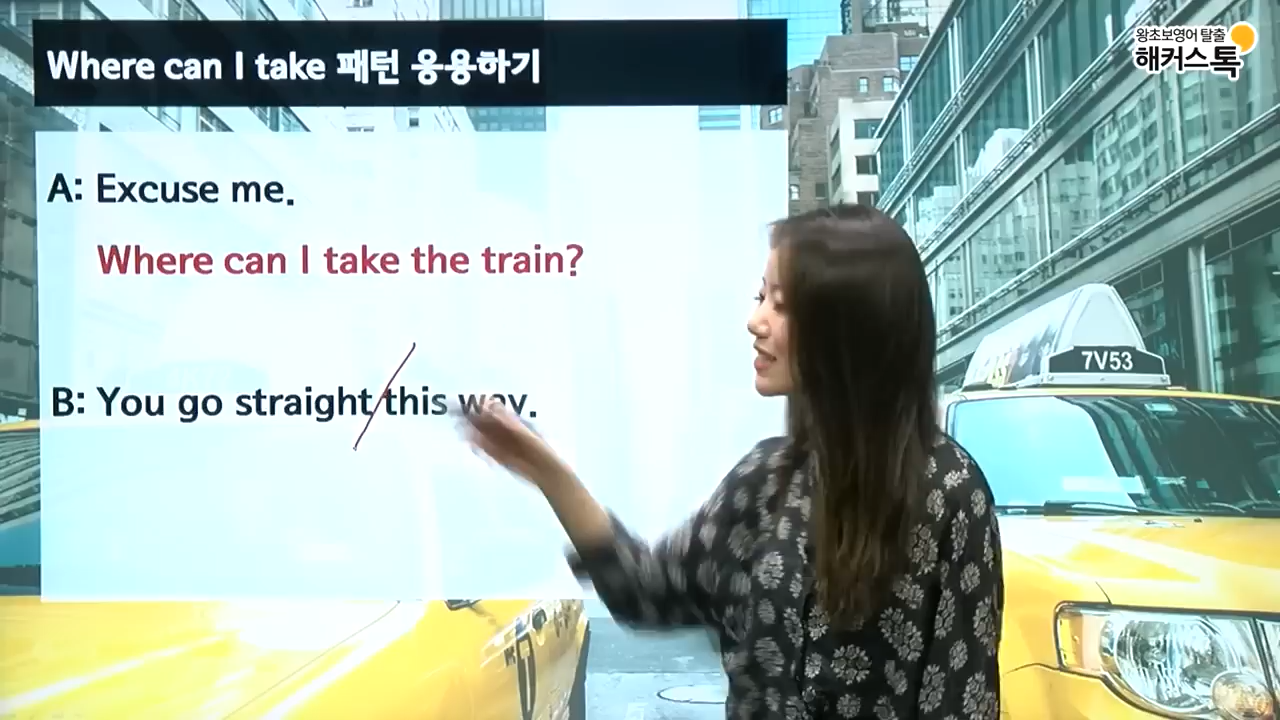 Where can I take 패턴 응용하기
왕초보영어 탈출
해커스톡
A: Excuse me.
Where can I take the train?
B: You go straight this way.
7V53